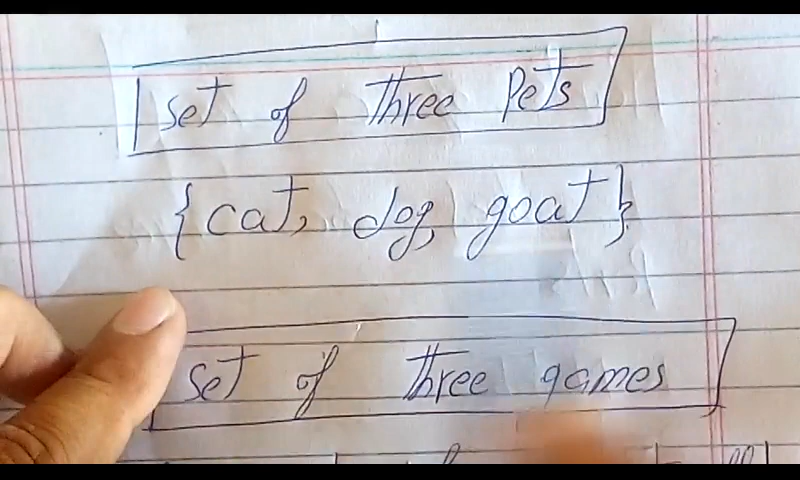 set of three Pets
{cat, dog, goat}
set of three games